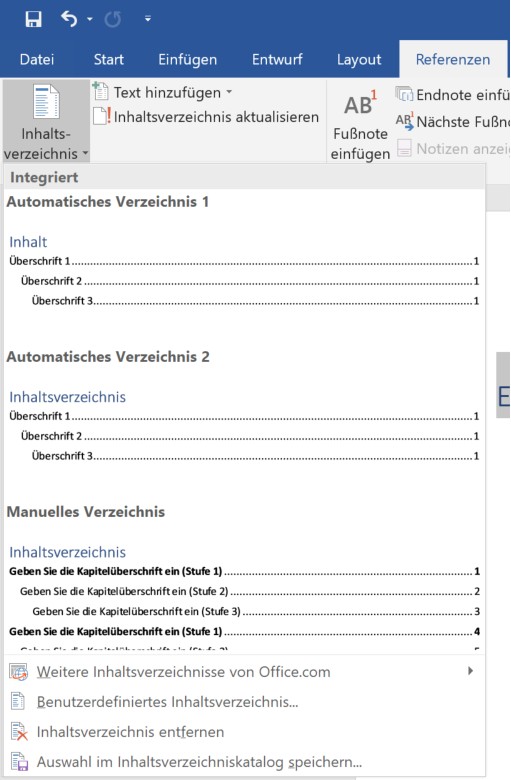 Datei Start Einfügen Entwurf Layout Referenzen
Inhalts-
verzeichnis
Text hinzufügen
Inhaltsverzeichnis aktualisieren
AB1
Fußnote
einfügen
Endnote einfü
AB1 Nächste Fußno
Notizen anzei
Integriert
Automatisches Verzeichnis 1
Inhalt
Überschrift 1 1
Überschrift 2 1
Überschrift 3 1
Automatisches Verzeichnis 2
Inhaltsverzeichnis
Überschrift 1 1
Überschrift 2 1
Überschrift 3 1
Manuelles Verzeichnis
Inhaltsverzeichnis
Geben Sie die Kapitelüberschrift ein (Stufe 1) 1
Geben Sie die Kapitelüberschrift ein (Stufe 2) 2
Geben Sie die Kapitelüberschrift ein (Stufe 3) 3
Geben Sie die Kapitelüberschrift ein (Stufe 1) 4
Weitere Inhaltsverzeichnisse von Office.com
Benutzerdefiniertes Inhaltsverzeichnis...
Inhaltsverzeichnis entfernen
Auswahl im Inhaltsverzeichniskatalog speichern...
E